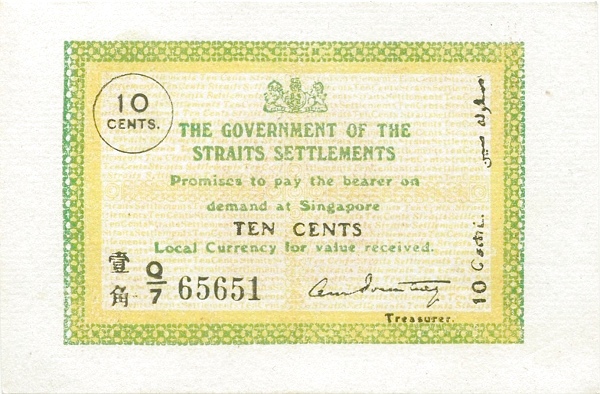 10
CENTS.
THE GOVERNMENT OF THE
STRAITS SETTLEMENTS
Promises to pay the bearer on
demand at Singapore
TEN CENTS
Local Currency for value received.
壹
角
Q/7 65651
Treasurer.
10